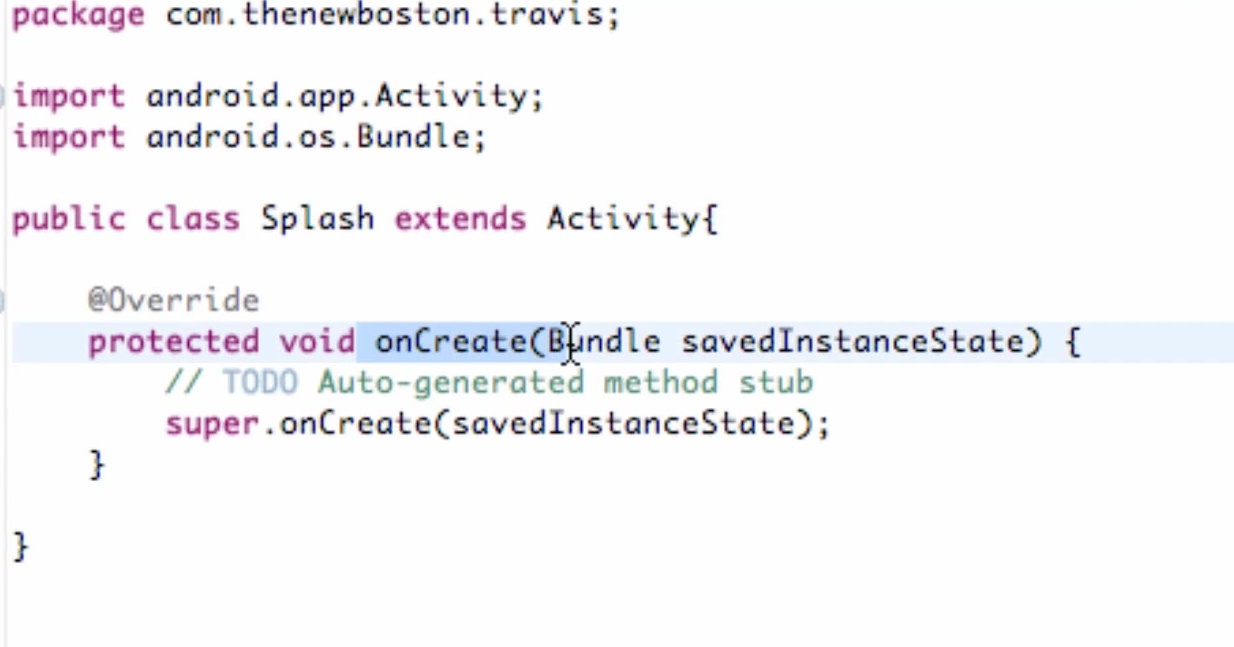 package com.thenewboston.travis;
import android.app.Activity;
import android.os.Bundle;
public class Splash extends Activity{
@Override
protected void onCreate(Bundle savedInstanceState) {
// TODO Auto-generated method stub
super.onCreate(savedInstanceState);
}
}